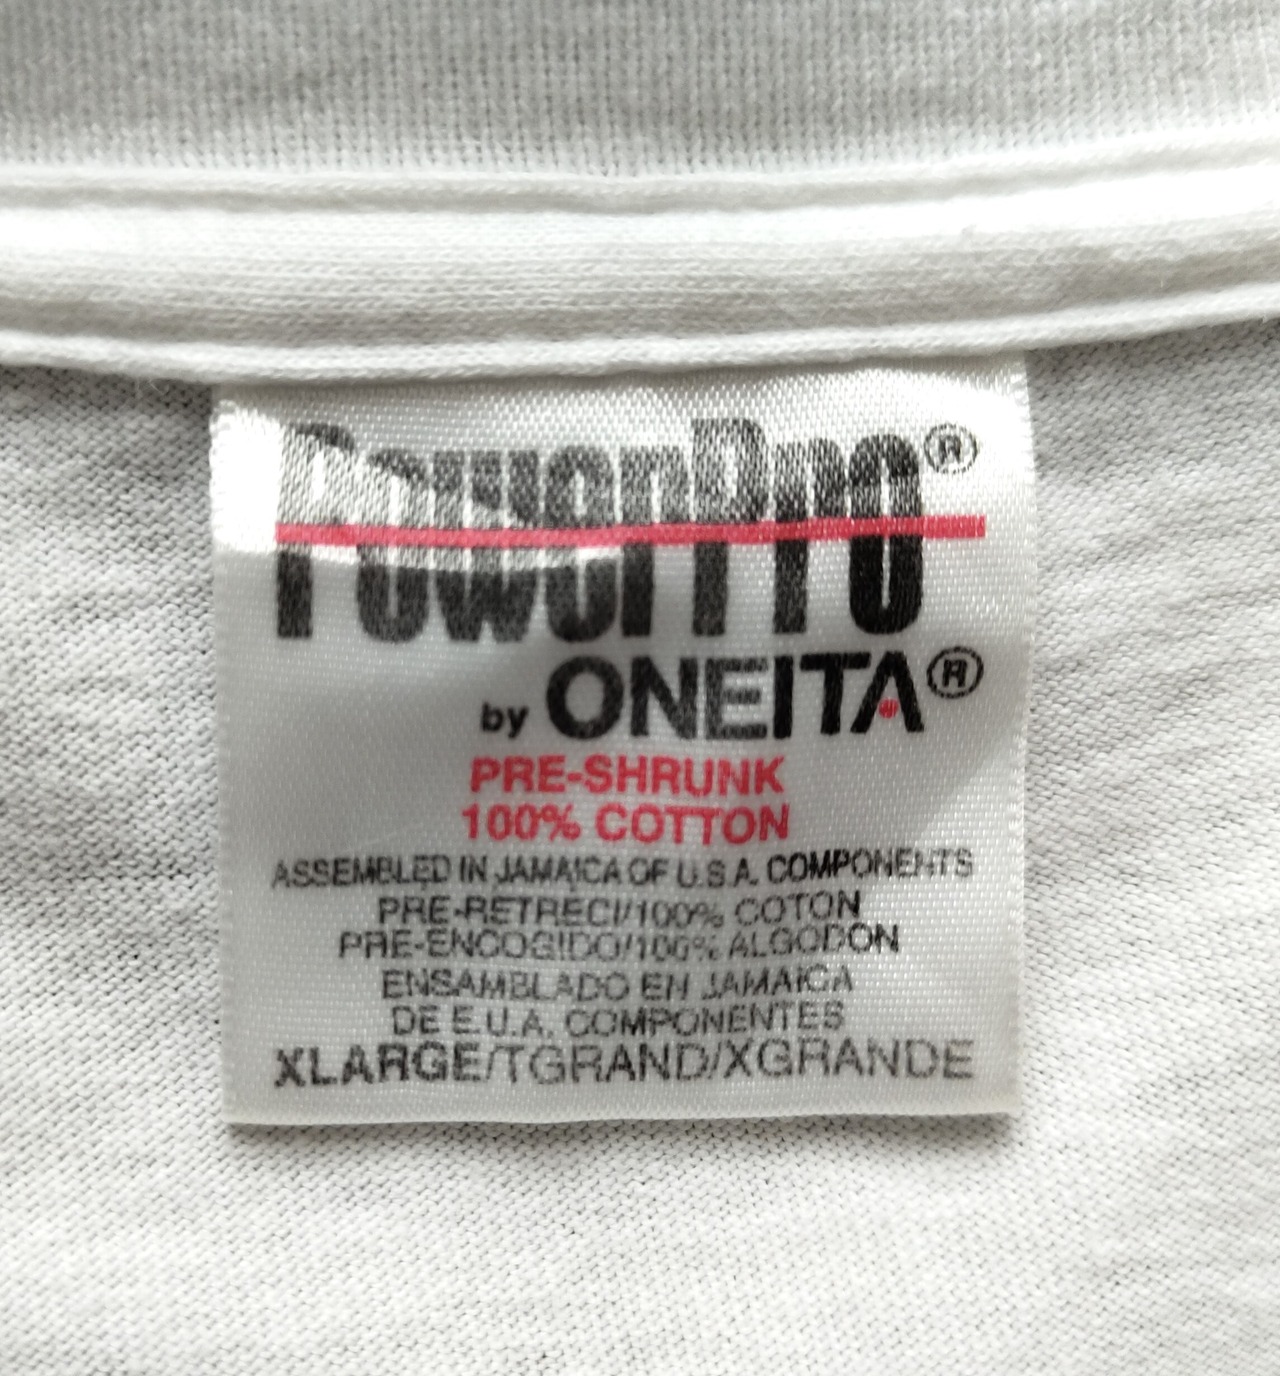 PowerPro®
by ONEITA®
PRE-SHRUNK
100% COTTON
ASSEMBLED IN JAMAICA OF U.S.A. COMPONENTS
PRE-RETRECI/100% COTON
PRE-ENCOGIDO/100% ALGODON
ENSAMBLADO EN JAMAICA
DE E.U.A. COMPONENTES
XLARGE/TGRAND/XGRANDE